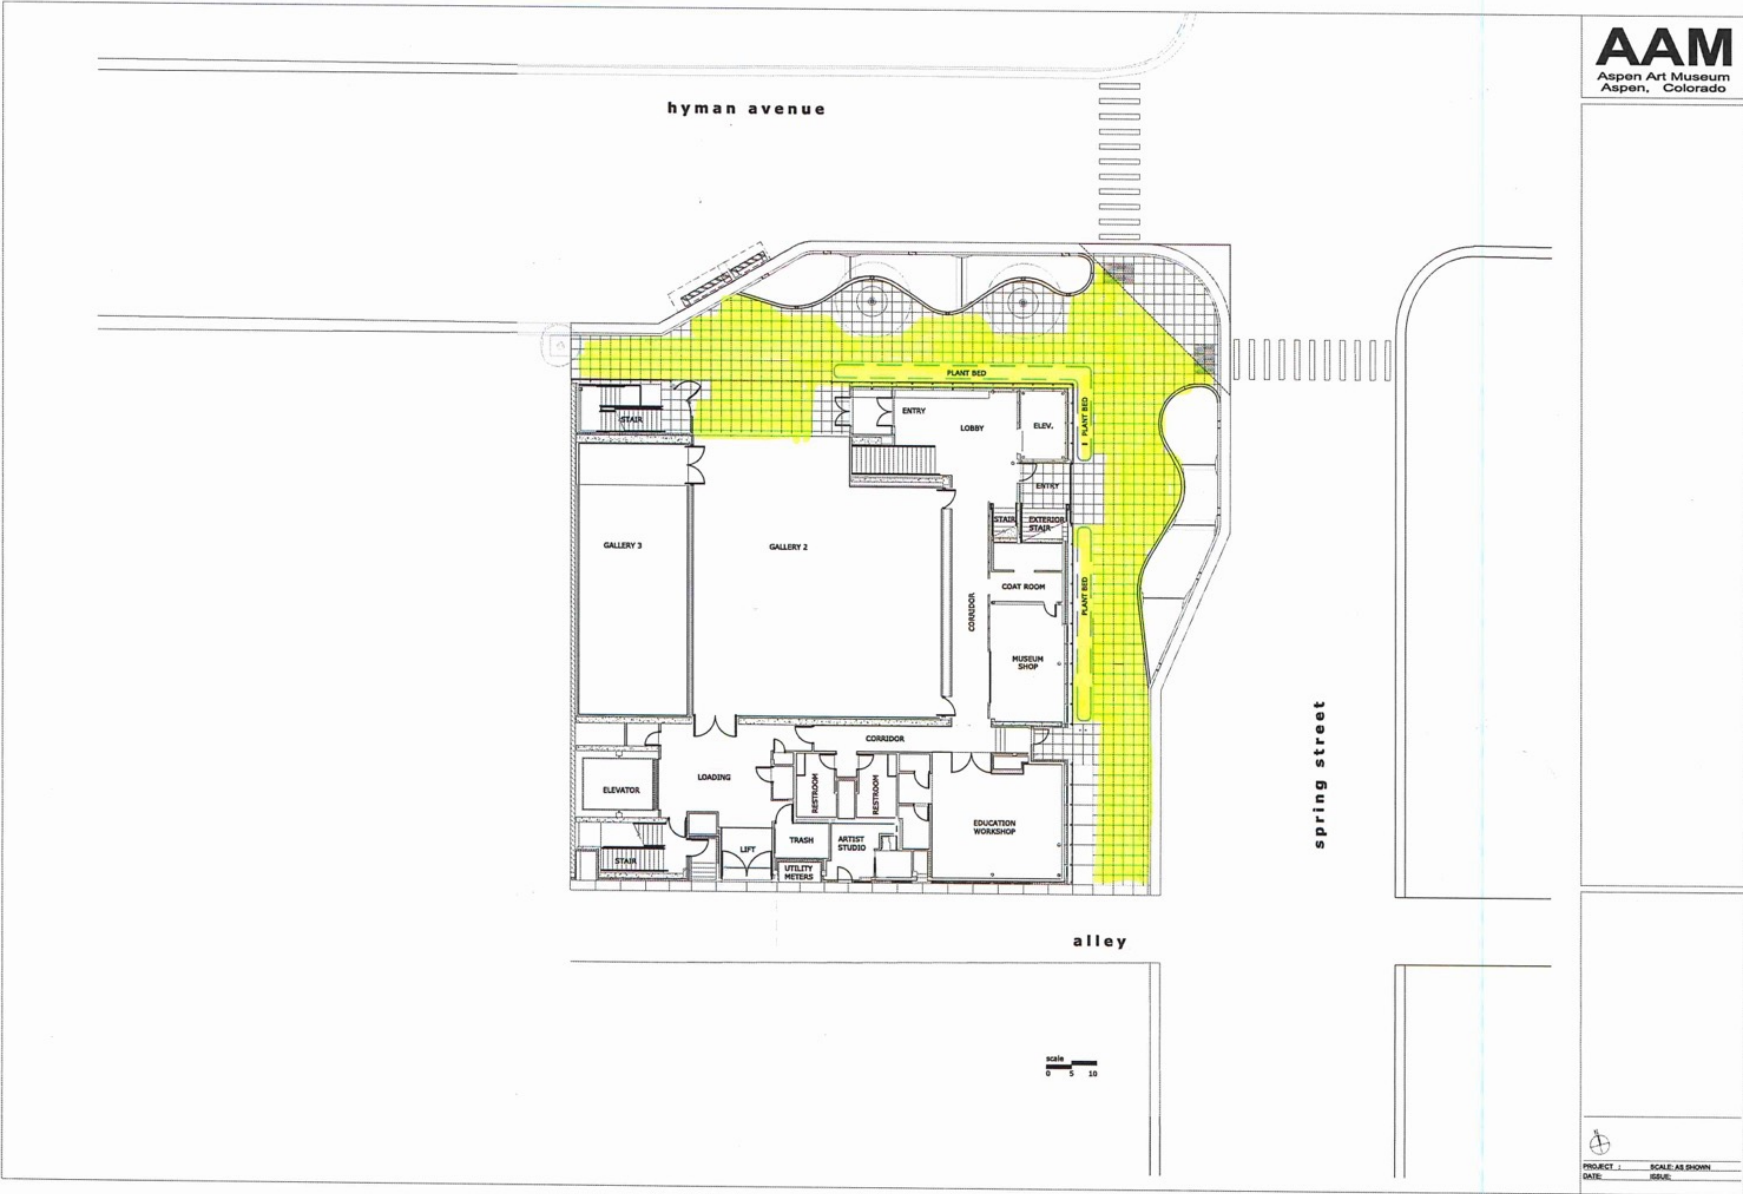 AAM
Aspen Art Museum
Aspen, Colorado
hyman avenue
PLANT BED
PLANT BED
STAIR
ENTRY
LOBBY
ELEV.
ENTRY
STAIR
EXTERIOR
STAIR
GALLERY 3
GALLERY 2
COAT ROOM
PLANT BED
CORRIDOR
MUSEUM
SHOP
CORRIDOR
spring street
LOADING
ELEVATOR
RESTROOM
RESTROOM
EDUCATION
WORKSHOP
TRASH
ARTIST
STUDIO
LIFT
STAIR
UTILITY
METERS
alley
scale
0 5 10
N
PROJECT : SCALE: AS SHOWN
DATE: ISSUE: